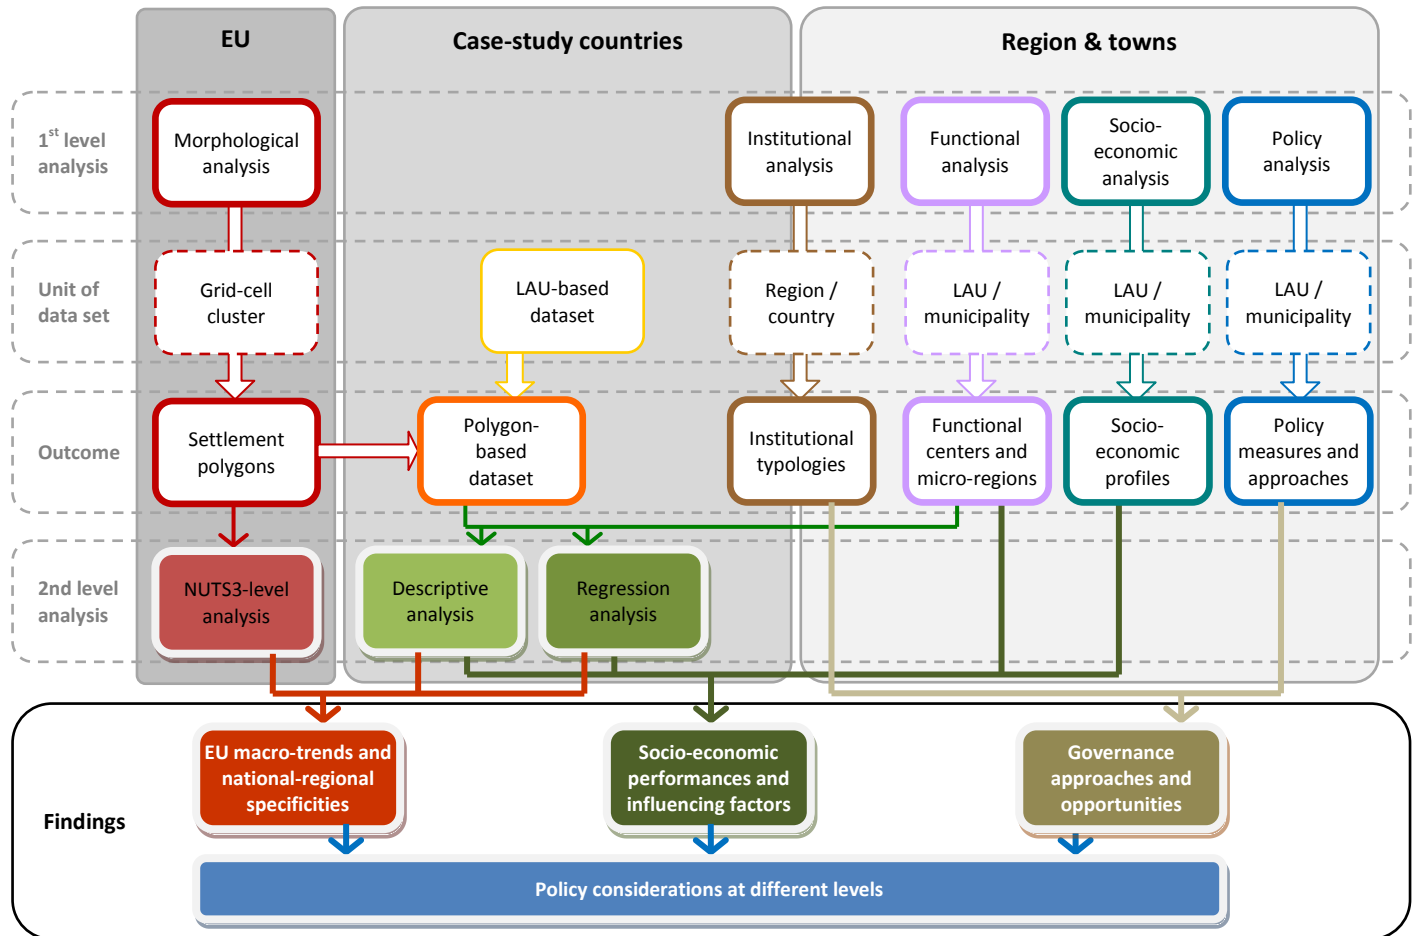 EU
Case-study countries
Region & towns
1st level
analysis
Morphological
analysis
Institutional
analysis
Functional
analysis
Socio-
economic
analysis
Policy
analysis
Unit of
data set
Grid-cell
cluster
LAU-based
dataset
Region /
country
LAU /
municipality
LAU /
municipality
LAU /
municipality
Outcome
Settlement
polygons
Polygon-
based
dataset
Institutional
typologies
Functional
centers and
micro-regions
Socio-
economic
profiles
Policy
measures and
approaches
2nd level
analysis
NUTS3-level
analysis
Descriptive
analysis
Regression
analysis
Findings
EU macro-trends and
national-regional
specificities
Socio-economic
performances and
influencing factors
Governance
approaches and
opportunities
Policy considerations at different levels